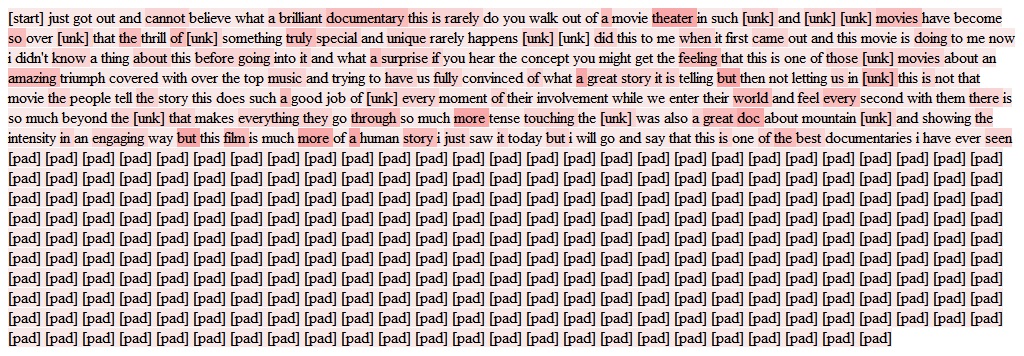 [start] just got out and cannot believe what a brilliant documentary this is rarely do you walk out of a movie theater in such [unk] and [unk] [unk] movies have become
so over [unk] that the thrill of [unk] something truly special and unique rarely happens [unk] [unk] did this to me when it first came out and this movie is doing to me now
i didn't know a thing about this before going into it and what a surprise if you hear the concept you might get the feeling that this is one of those [unk] movies about an
amazing triumph covered with over the top music and trying to have us fully convinced of what a great story it is telling but then not letting us in [unk] this is not that
movie the people tell the story this does such a good job of [unk] every moment of their involvement while we enter their world and feel every second with them there is
so much beyond the [unk] that makes everything they go through so much more tense touching the [unk] was also a great doc about mountain [unk] and showing the
intensity in an engaging way but this film is much more of a human story i just saw it today but i will go and say that this is one of the best documentaries i have ever seen
[pad] [pad] [pad] [pad] [pad] [pad] [pad] [pad] [pad] [pad] [pad] [pad] [pad] [pad] [pad] [pad] [pad] [pad] [pad] [pad] [pad] [pad] [pad] [pad] [pad] [pad] [pad]
[pad] [pad] [pad] [pad] [pad] [pad] [pad] [pad] [pad] [pad] [pad] [pad] [pad] [pad] [pad] [pad] [pad] [pad] [pad] [pad] [pad] [pad] [pad] [pad] [pad] [pad] [pad]
[pad] [pad] [pad] [pad] [pad] [pad] [pad] [pad] [pad] [pad] [pad] [pad] [pad] [pad] [pad] [pad] [pad] [pad] [pad] [pad] [pad] [pad] [pad] [pad] [pad] [pad] [pad]
[pad] [pad] [pad] [pad] [pad] [pad] [pad] [pad] [pad] [pad] [pad] [pad] [pad] [pad] [pad] [pad] [pad] [pad] [pad] [pad] [pad] [pad] [pad] [pad] [pad] [pad] [pad]
[pad] [pad] [pad] [pad] [pad] [pad] [pad] [pad] [pad] [pad] [pad] [pad] [pad] [pad] [pad] [pad] [pad] [pad] [pad] [pad] [pad] [pad] [pad] [pad] [pad] [pad] [pad]
[pad] [pad] [pad] [pad] [pad] [pad] [pad] [pad] [pad] [pad] [pad] [pad] [pad] [pad] [pad] [pad] [pad] [pad] [pad] [pad] [pad] [pad] [pad] [pad] [pad] [pad] [pad]
[pad] [pad] [pad] [pad] [pad] [pad] [pad] [pad] [pad] [pad] [pad] [pad] [pad] [pad] [pad] [pad] [pad] [pad] [pad] [pad] [pad] [pad] [pad] [pad] [pad] [pad] [pad]
[pad] [pad] [pad] [pad] [pad] [pad] [pad] [pad] [pad] [pad] [pad] [pad] [pad] [pad] [pad] [pad] [pad] [pad] [pad] [pad] [pad] [pad] [pad] [pad] [pad] [pad] [pad]
[pad] [pad] [pad] [pad] [pad] [pad] [pad] [pad] [pad] [pad] [pad] [pad] [pad] [pad] [pad] [pad] [pad] [pad] [pad] [pad] [pad] [pad] [pad] [pad] [pad] [pad] [pad]
[pad] [pad] [pad] [pad] [pad] [pad] [pad] [pad] [pad] [pad] [pad] [pad] [pad] [pad] [pad] [pad] [pad] [pad] [pad] [pad] [pad] [pad] [pad] [pad]